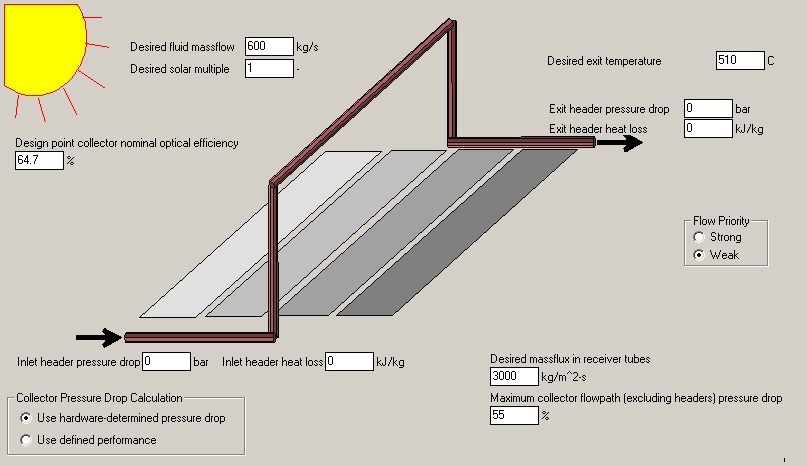 Desired fluid massflow 600 kg/s
Desired solar multiple 1 -
Desired exit temperature 510 C
Exit header pressure drop 0 bar
Exit header heat loss 0 kJ/kg
Design point collector nominal optical efficiency
64.7 %
Flow Priority
Strong
Weak
Inlet header pressure drop 0 bar Inlet header heat loss 0 kJ/kg
Desired massflux in receiver tubes
3000 kg/m^2-s
Maximum collector flowpath (excluding headers) pressure drop
55 %
Collector Pressure Drop Calculation
Use hardware-determined pressure drop
Use defined performance